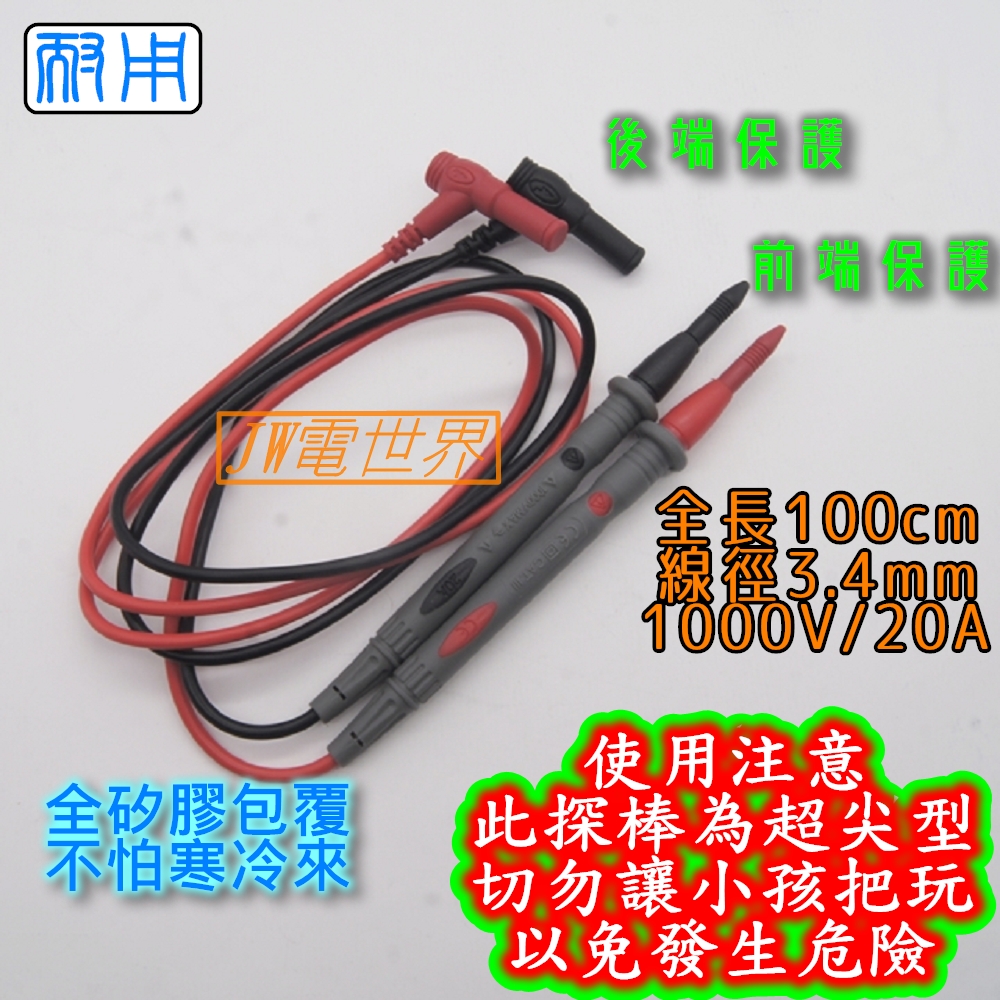 耐用
後端保護
前端保護
JW電世界
全長100cm
線徑3.4mm
1000V/20A
全矽膠包覆
不怕寒冷來
使用注意
此探棒為超尖型
切勿讓小孩把玩
以免發生危險